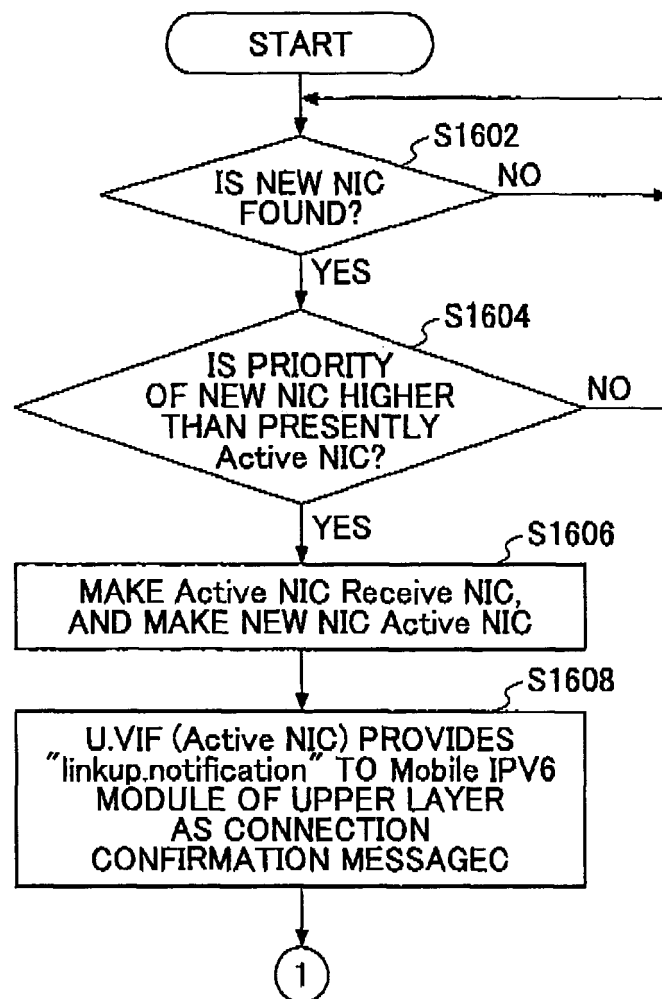 START
S1602
IS NEW NIC
FOUND?
NO
YES
S1604
IS PRIORITY
OF NEW NIC HIGHER
THAN PRESENTLY
Active NIC?
NO
YES
S1606
MAKE Active NIC Receive NIC,
AND MAKE NEW NIC Active NIC
S1608
U.VIF (Active NIC) PROVIDES
"linkup.notification" TO Mobile IPV6
MODULE OF UPPER LAYER
AS CONNECTION
CONFIRMATION MESSAGEC
1